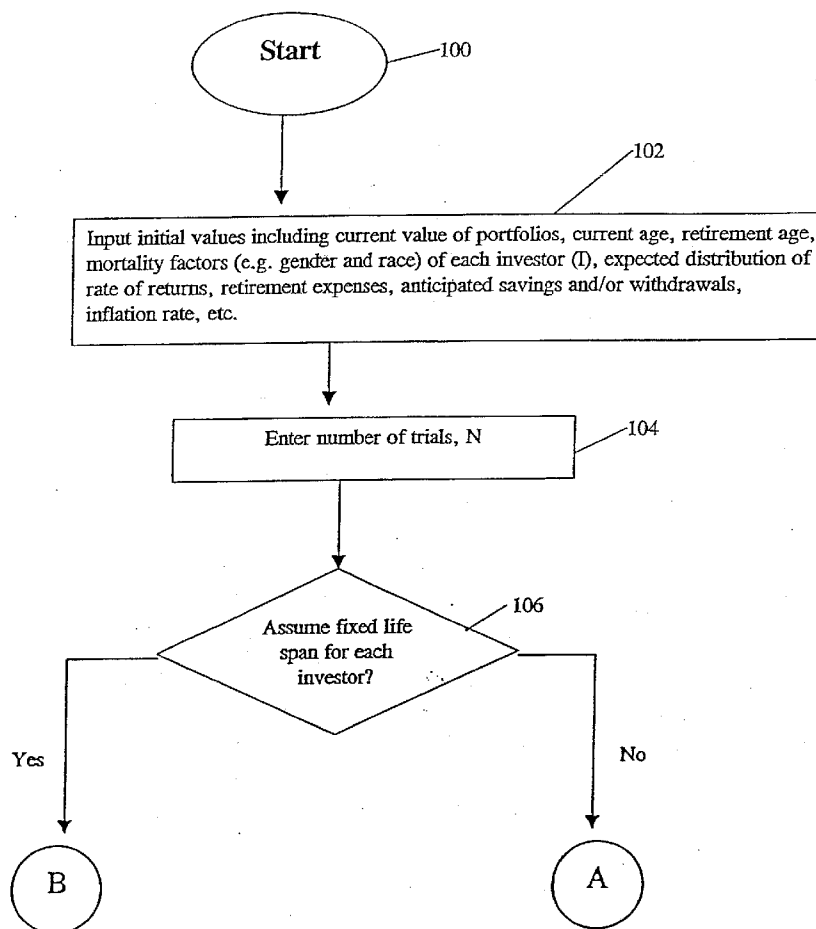 Start
100
102
Input initial values including current value of portfolios, current age, retirement age,
mortality factors (e.g. gender and race) of each investor (I), expected distribution of
rate of returns, retirement expenses, anticipated savings and/or withdrawals,
inflation rate, etc.
Enter number of trials, N
104
106
Assume fixed life
span for each
investor?
Yes
No
B
A